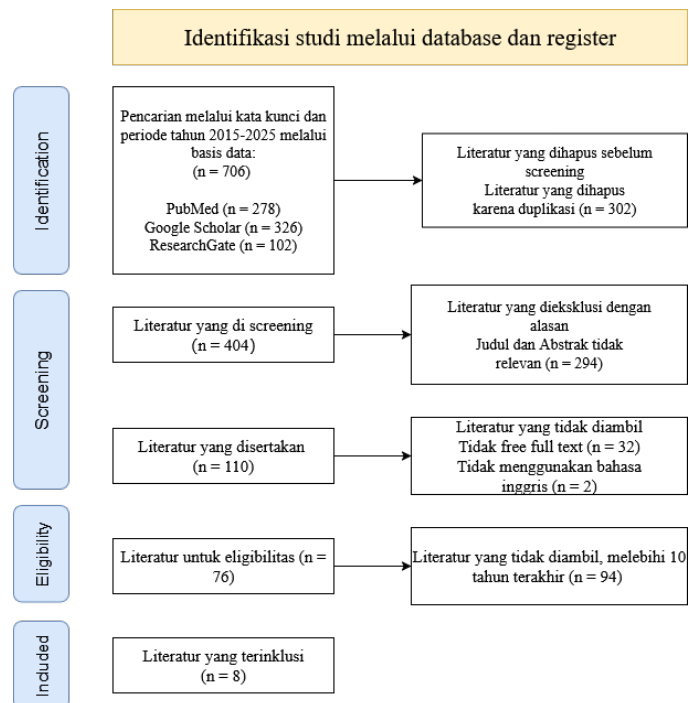 Identifikasi studi melalui database dan register
Identification
Pencarian melalui kata kunci dan
periode tahun 2015-2025 melalui
basis data:
(n = 706)
PubMed (n = 278)
Google Scholar (n = 326)
ResearchGate (n = 102)
Literatur yang dihapus sebelum
screening
Literatur yang dihapus
karena duplikasi (n = 302)
Screening
Literatur yang di screening
(n = 404)
Literatur yang dieksklusi dengan
alasan
Judul dan Abstrak tidak
relevan (n = 294)
Literatur yang disertakan
(n = 110)
Literatur yang tidak diambil
Tidak free full text (n = 32)
Tidak menggunakan bahasa
inggris (n = 2)
Eligibility
Literatur untuk eligibilitas (n =
76)
Literatur yang tidak diambil, melebihi 10
tahun terakhir (n = 94)
Included
Literatur yang terinklusi
(n = 8)